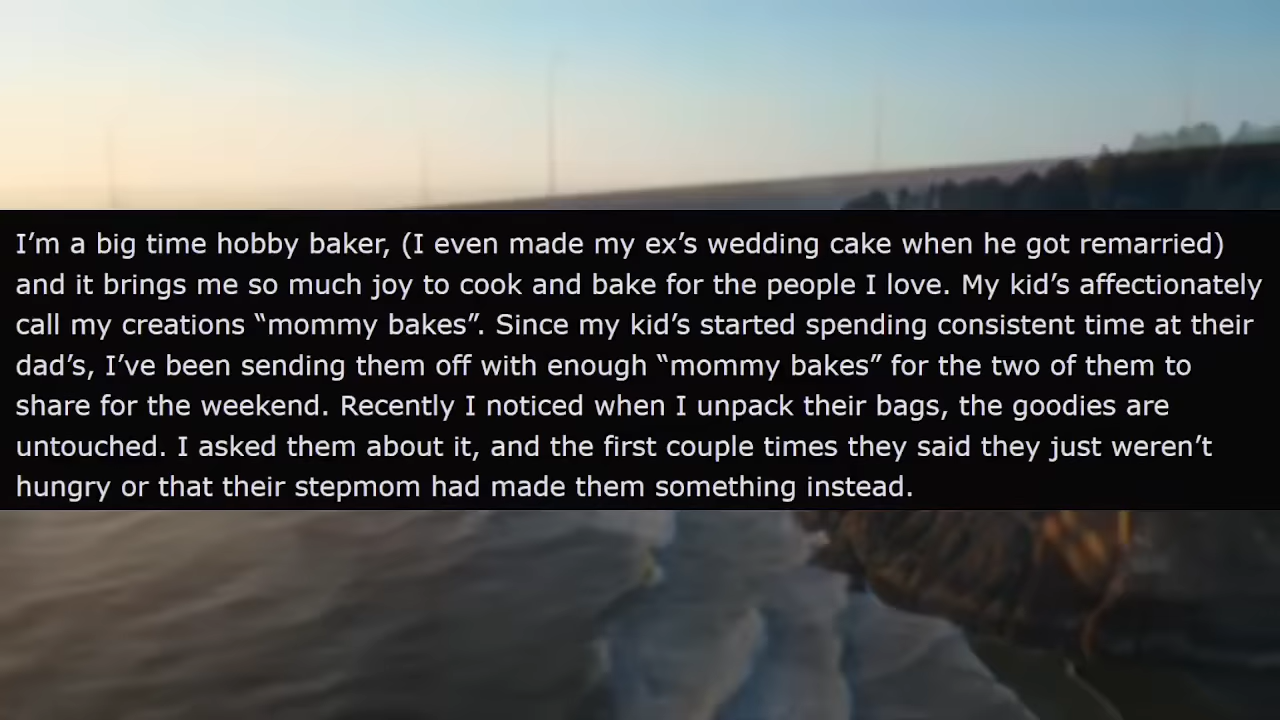 I’m a big time hobby baker, (I even made my ex’s wedding cake when he got remarried)
and it brings me so much joy to cook and bake for the people I love. My kid’s affectionately
call my creations “mommy bakes”. Since my kid’s started spending consistent time at their
dad’s, I’ve been sending them off with enough “mommy bakes” for the two of them to
share for the weekend. Recently I noticed when I unpack their bags, the goodies are
untouched. I asked them about it, and the first couple times they said they just weren’t
hungry or that their stepmom had made them something instead.